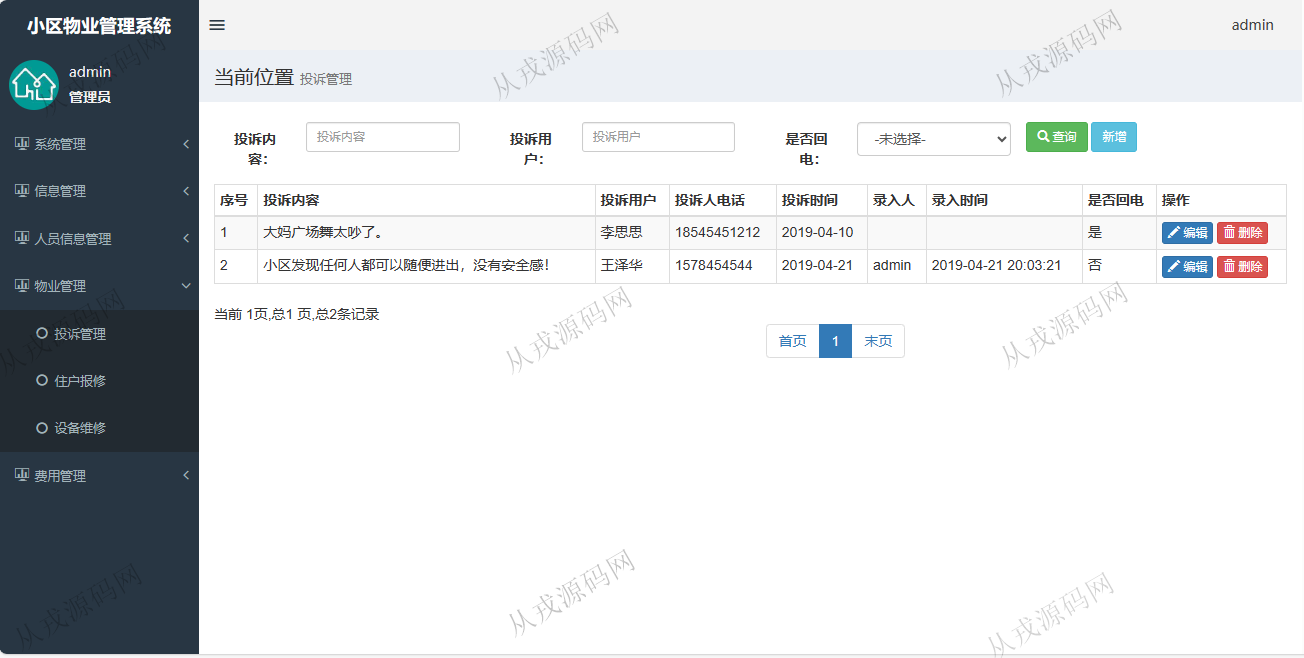 小区物业管理系统
admin
admin
管理员
当前位置 投诉管理
系统管理
信息管理
人员信息管理
物业管理
投诉管理
住户报修
设备维修
费用管理
投诉内容：
投诉内容
投诉用户：
投诉用户
是否回电：
-未选择-
查询
新增
序号 投诉内容 投诉用户 投诉人电话 投诉时间 录入人 录入时间 是否回电 操作
1 大妈广场舞太吵了。 李思思 18545451212 2019-04-10 是 编辑 删除
2 小区发现任何人都可以随便进出，没有安全感！ 王泽华 1578454544 2019-04-21 admin 2019-04-21 20:03:21 否 编辑 删除
当前 1页,总1 页,总2条记录
首页 1 末页
从戎源码网
从戎源码网
从戎源码网
从戎源码网
从戎源码网
从戎源码网
从戎源码网
从戎源码网
从戎源码网